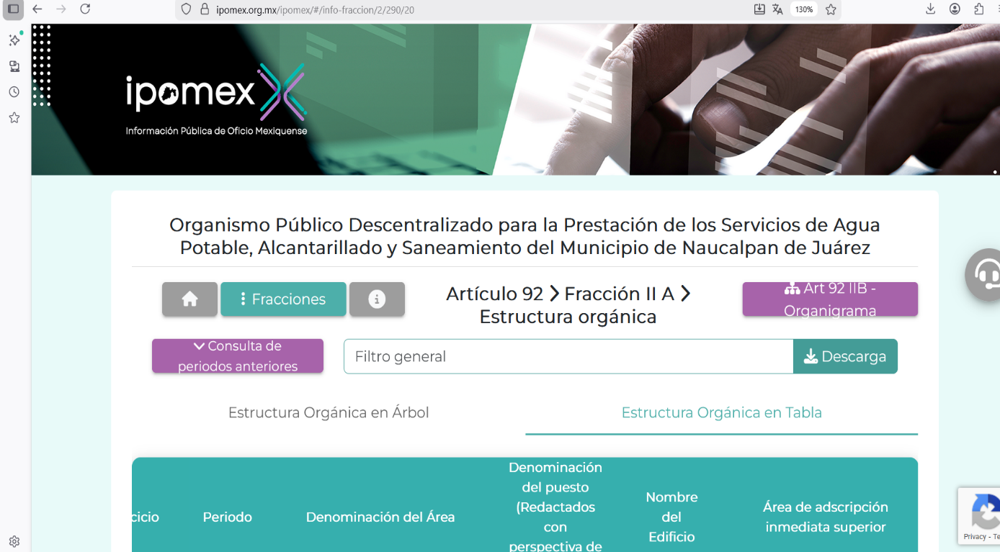 ipomex.org.mx/ipomex/#/info-fraccion/2/290/20
130%
ipomex
Información Pública de Oficio Mexiquense
Organismo Público Descentralizado para la Prestación de los Servicios de Agua
Potable, Alcantarillado y Saneamiento del Municipio de Naucalpan de Juárez
Fracciones
Artículo 92 > Fracción II A >
Estructura orgánica
Art 92 IIB -
Organigrama
Consulta de
periodos anteriores
Filtro general
Descarga
Estructura Orgánica en Árbol
Estructura Orgánica en Tabla
cicio
Periodo
Denominación del Área
Denominación
del puesto
(Redactados
con
perspectiva de
Nombre
del
Edificio
Área de adscripción
inmediata superior
Privacy - Te